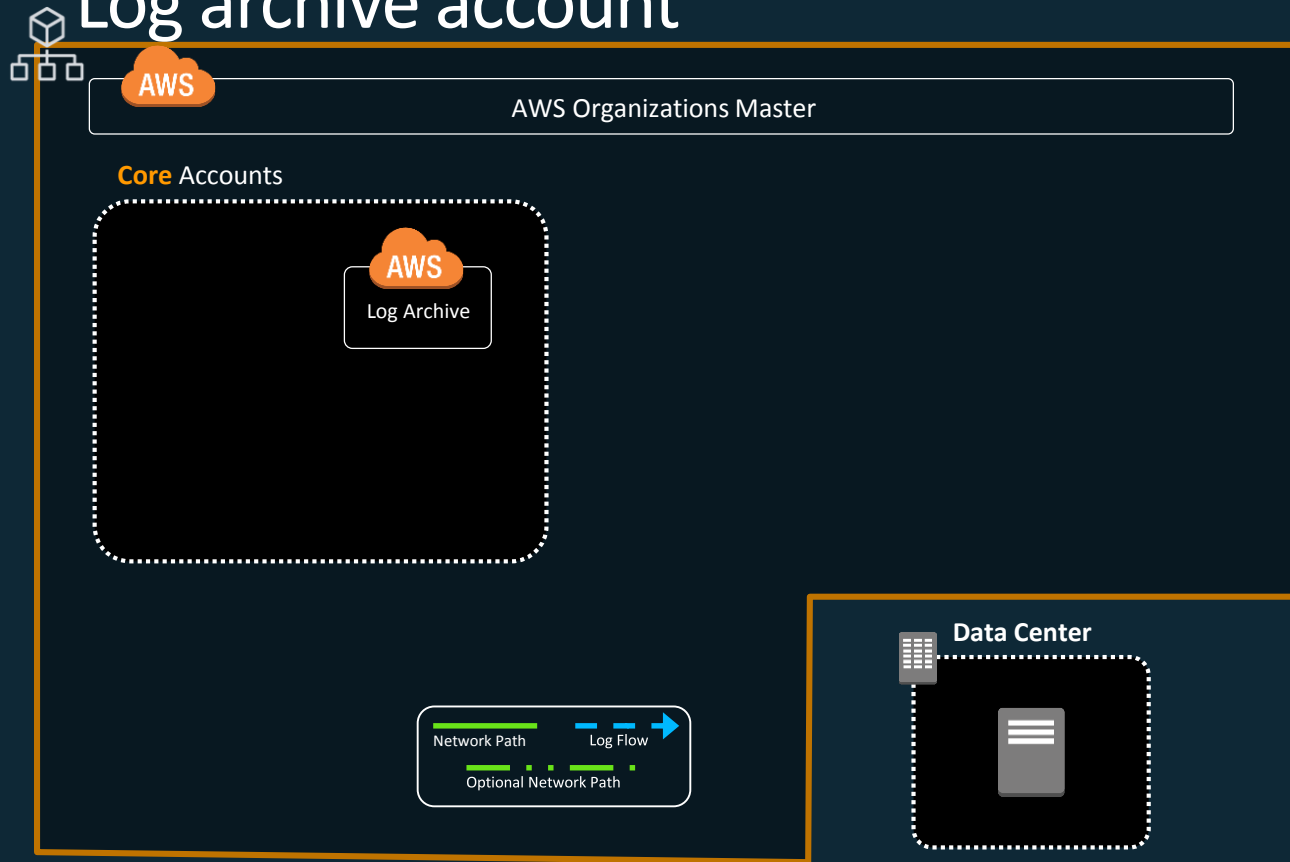 Log archive account
AWS
AWS Organizations Master
Core Accounts
AWS
Log Archive
Data Center
Network Path
Log Flow
Optional Network Path